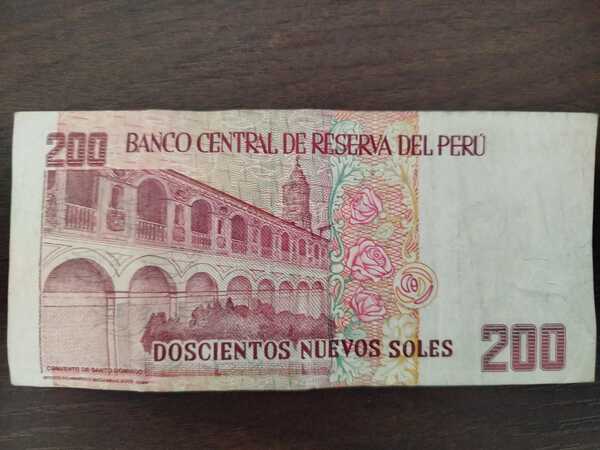 200 BANCO CENTRAL DE RESERVA DEL PERÚ
DOSCIENTOS NUEVOS SOLES 200
CONVENTO DE SANTO DOMINGO